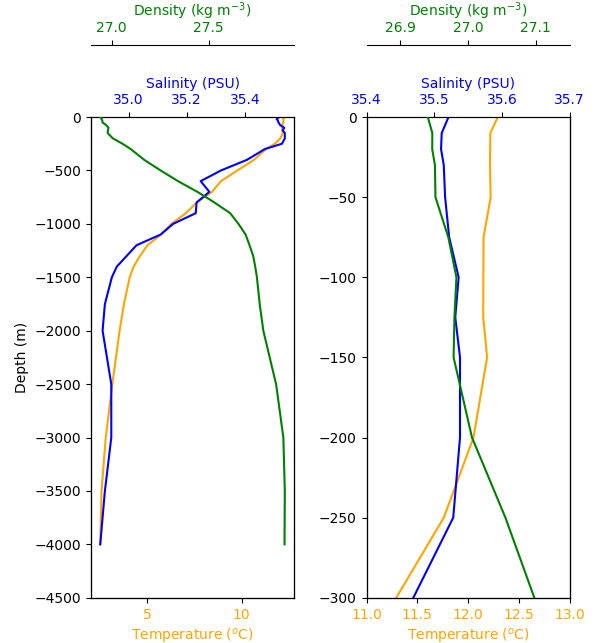 Density (kg m⁻³) Density (kg m⁻³)
27.0 27.5 26.9 27.0 27.1
Salinity (PSU) Salinity (PSU)
35.0 35.2 35.4 35.4 35.5 35.6 35.7
0 0
−500 −50
−1000 −100
−1500 −150
−2000 −200
−2500 −250
−3000 −300
−3500
−4000
−4500
Depth (m)
5 10 11.0 11.5 12.0 12.5 13.0
Temperature (°C) Temperature (°C)